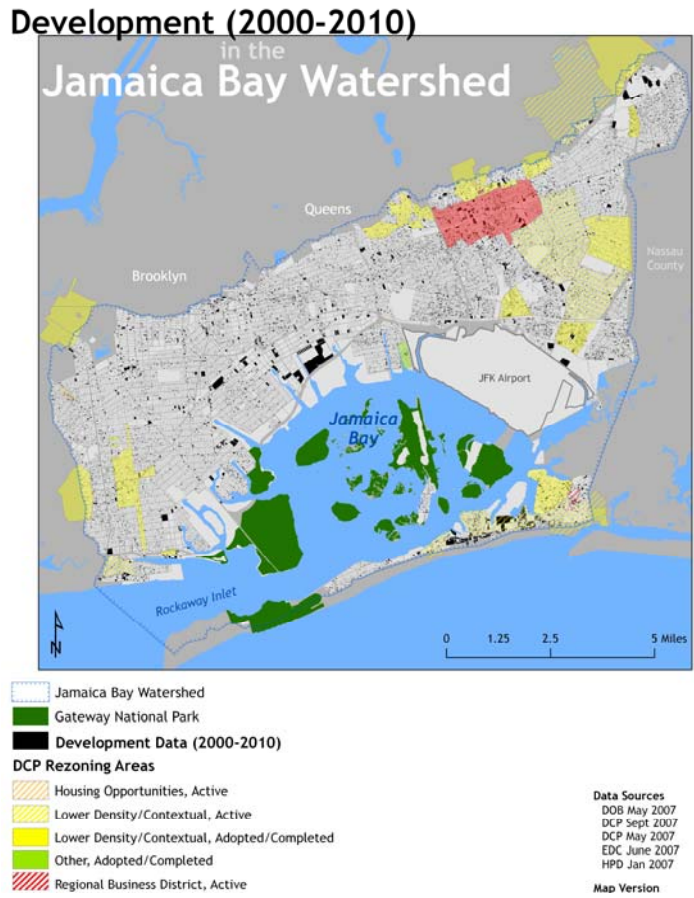 Development (2000-2010)
in the
Jamaica Bay Watershed
Queens
Brooklyn
Nassau
County
JFK Airport
Jamaica
Bay
Rockaway Inlet
N
0 1.25 2.5 5 Miles
Jamaica Bay Watershed
Gateway National Park
Development Data (2000-2010)
DCP Rezoning Areas
Housing Opportunities, Active
Lower Density/Contextual, Active
Lower Density/Contextual, Adopted/Completed
Other, Adopted/Completed
Regional Business District, Active
Data Sources
DOB May 2007
DCP Sept 2007
DCP May 2007
EDC June 2007
HPD Jan 2007
Map Version